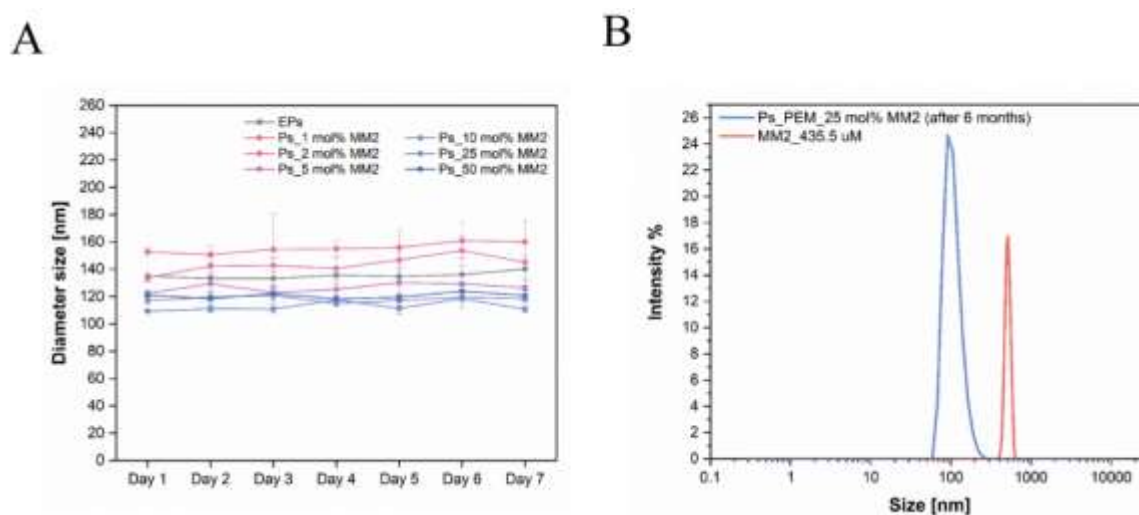 A
B
Diameter size [nm]
260
240
220
200
180
160
140
120
100
80
60
40
20
0
EPs
Ps_1 mol% MM2
Ps_2 mol% MM2
Ps_5 mol% MM2
Ps_10 mol% MM2
Ps_25 mol% MM2
Ps_50 mol% MM2
Day 1 Day 2 Day 3 Day 4 Day 5 Day 6 Day 7
Intensity %
26
24
22
20
18
16
14
12
10
8
6
4
2
0
Ps_PEM_25 mol% MM2 (after 6 months)
MM2_435.5 uM
0.1 1 10 100 1000 10000
Size [nm]